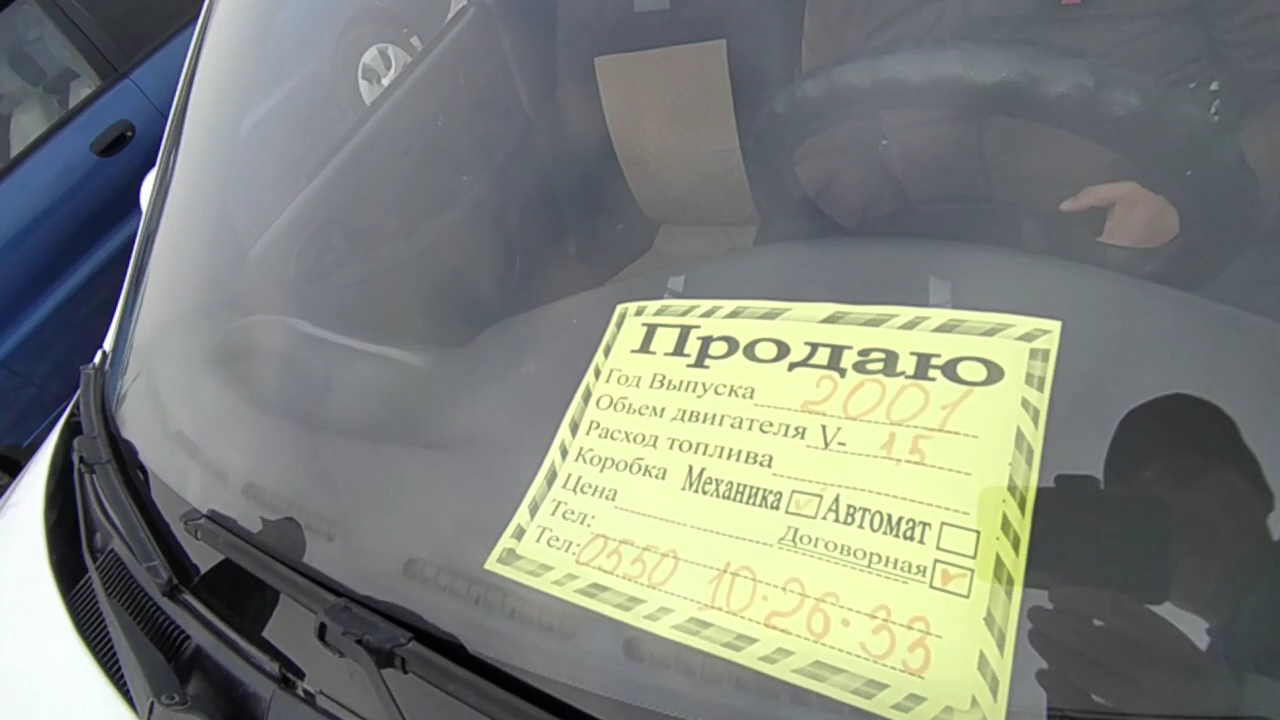 Продаю
Год Выпуска 2001
Обьем двигателя V- 1,5
Расход топлива
Коробка Механика Автомат
Цена
Договорная
Тел:
Тел: 0550 10-26-33